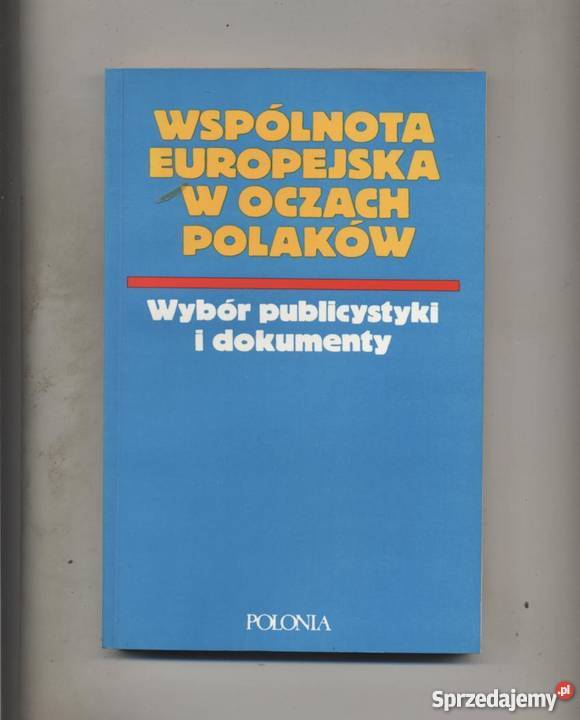 WSPÓLNOTA
EUROPEJSKA
W OCZACH
POLAKÓW
Wybór publicystyki
i dokumenty
POLONIA
Sprzedajemy.pl